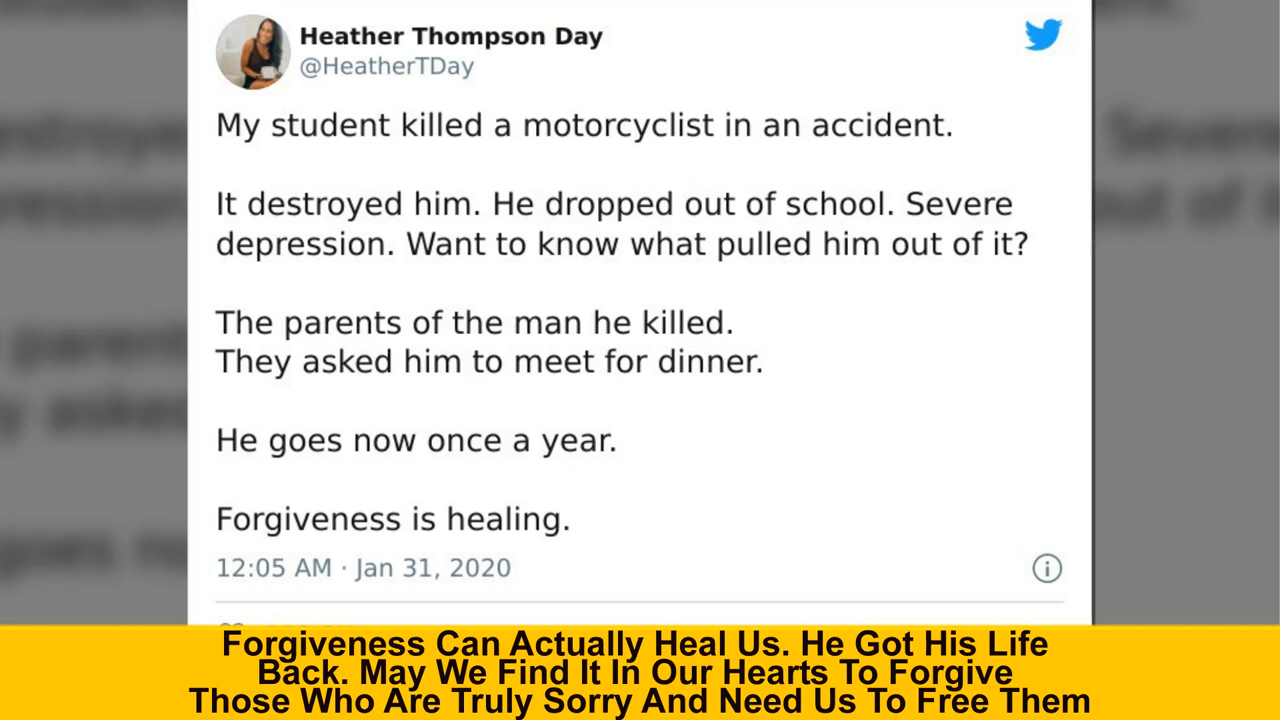 Heather Thompson Day
@HeatherTDay
My student killed a motorcyclist in an accident.
It destroyed him. He dropped out of school. Severe
depression. Want to know what pulled him out of it?
The parents of the man he killed.
They asked him to meet for dinner.
He goes now once a year.
Forgiveness is healing.
12:05 AM · Jan 31, 2020
Forgiveness Can Actually Heal Us. He Got His Life
Back. May We Find It In Our Hearts To Forgive
Those Who Are Truly Sorry And Need Us To Free Them